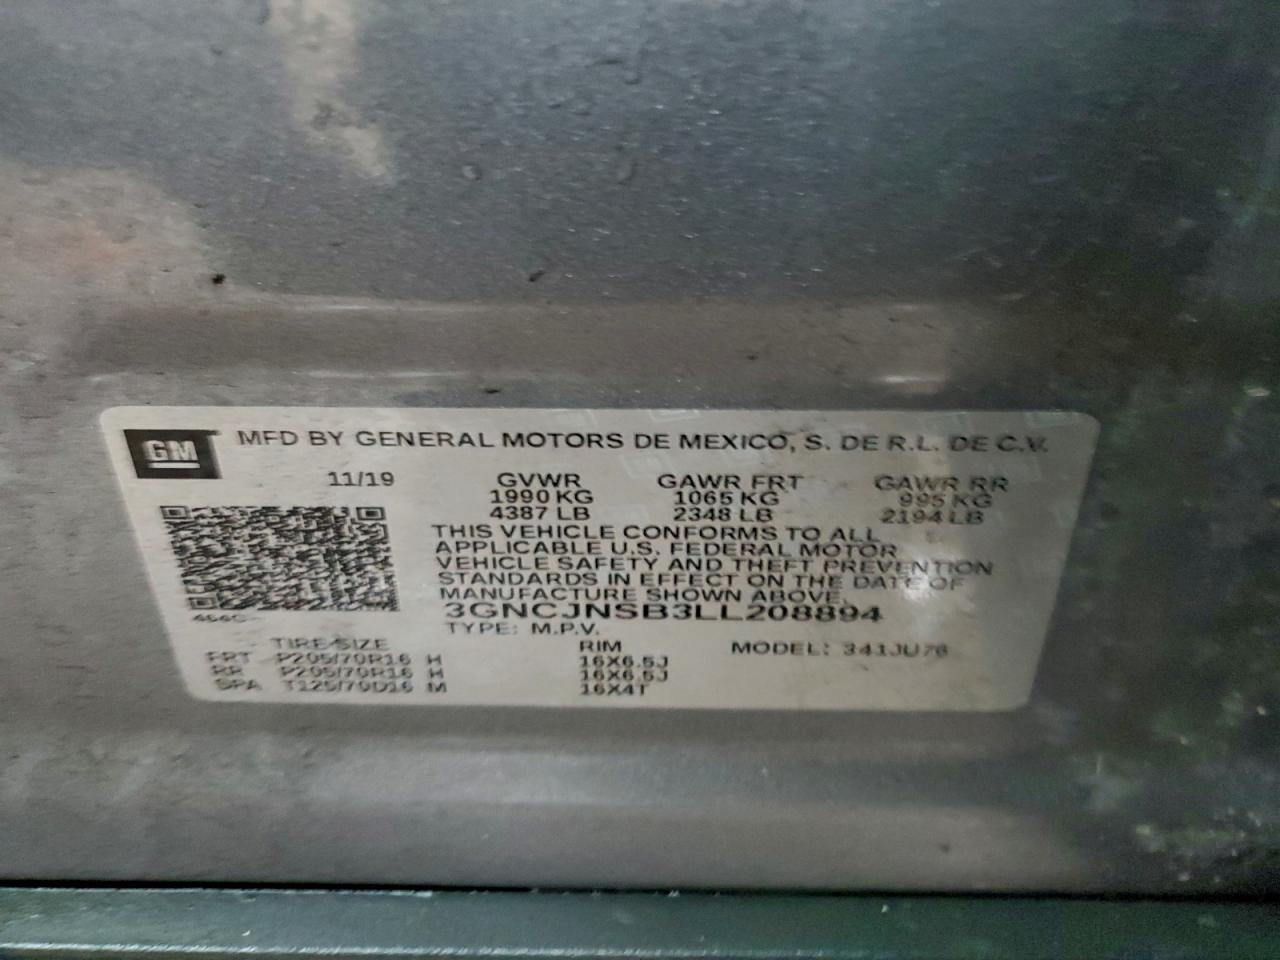 GM MFD BY GENERAL MOTORS DE MEXICO, S. DE R.L. DE C.V.
11/19 GVWR GAWR FRT GAWR RR
1990 KG 1065 KG 995 KG
4387 LB 2348 LB 2194 LB
THIS VEHICLE CONFORMS TO ALL
APPLICABLE U.S. FEDERAL MOTOR
VEHICLE SAFETY AND THEFT PREVENTION
STANDARDS IN EFFECT ON THE DATE OF
MANUFACTURE SHOWN ABOVE.
3GNCJNSB3LL208894
TYPE: M.P.V.
TIRE SIZE RIM MODEL: 341JU76
FRT P205/70R16 H 16X6.5J
RR P205/70R16 H 16X6.5J
SPA T125/70D16 M 16X4T